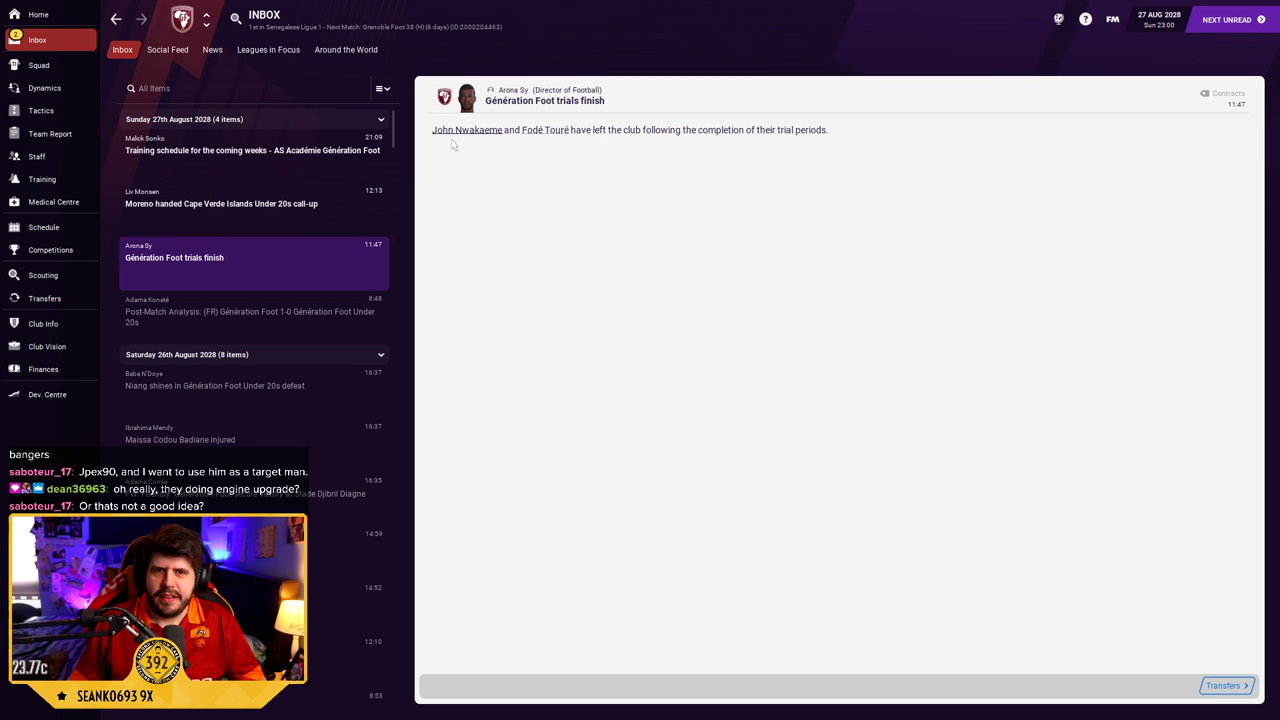 Home
2
Inbox
Squad
Dynamics
Tactics
Team Report
Staff
Training
Medical Centre
Schedule
Competitions
Scouting
Transfers
Club Info
Club Vision
Finances
Dev. Centre
INBOX
1st in Senegalese Ligue 1 - Next Match: Grenoble Foot 38 (H) (6 days) (ID:2000204463)
FM
27 AUG 2028
Sun 23:00
NEXT UNREAD
Inbox
Social Feed
News
Leagues in Focus
Around the World
All Items
Sunday 27th August 2028 (4 items)
Malick Sonko
21:09
Training schedule for the coming weeks - AS Académie Génération Foot
Liv Monsen
12:13
Moreno handed Cape Verde Islands Under 20s call-up
Arona Sy
11:47
Génération Foot trials finish
Adama Konaté
8:48
Post-Match Analysis: (FR) Génération Foot 1-0 Génération Foot Under
20s
Saturday 26th August 2028 (8 items)
Baba N'Doye
16:37
Niang shines in Génération Foot Under 20s defeat
Ibrahima Mendy
16:37
Maissa Codou Badiane injured
16:35
Stade Djibril Diagne
14:59
14:52
12:10
8:53
Arona Sy (Director of Football)
Génération Foot trials finish
Contracts
11:47
John Nwakaeme and Fodé Touré have left the club following the completion of their trial periods.
Transfers
bangers
saboteur_17: Jpex90, and I want to use him as a target man.
dean36963: oh really, they doing engine upgrade?
saboteur_17: Or thats not a good idea?
23.77c
392
SEANK0693 9X